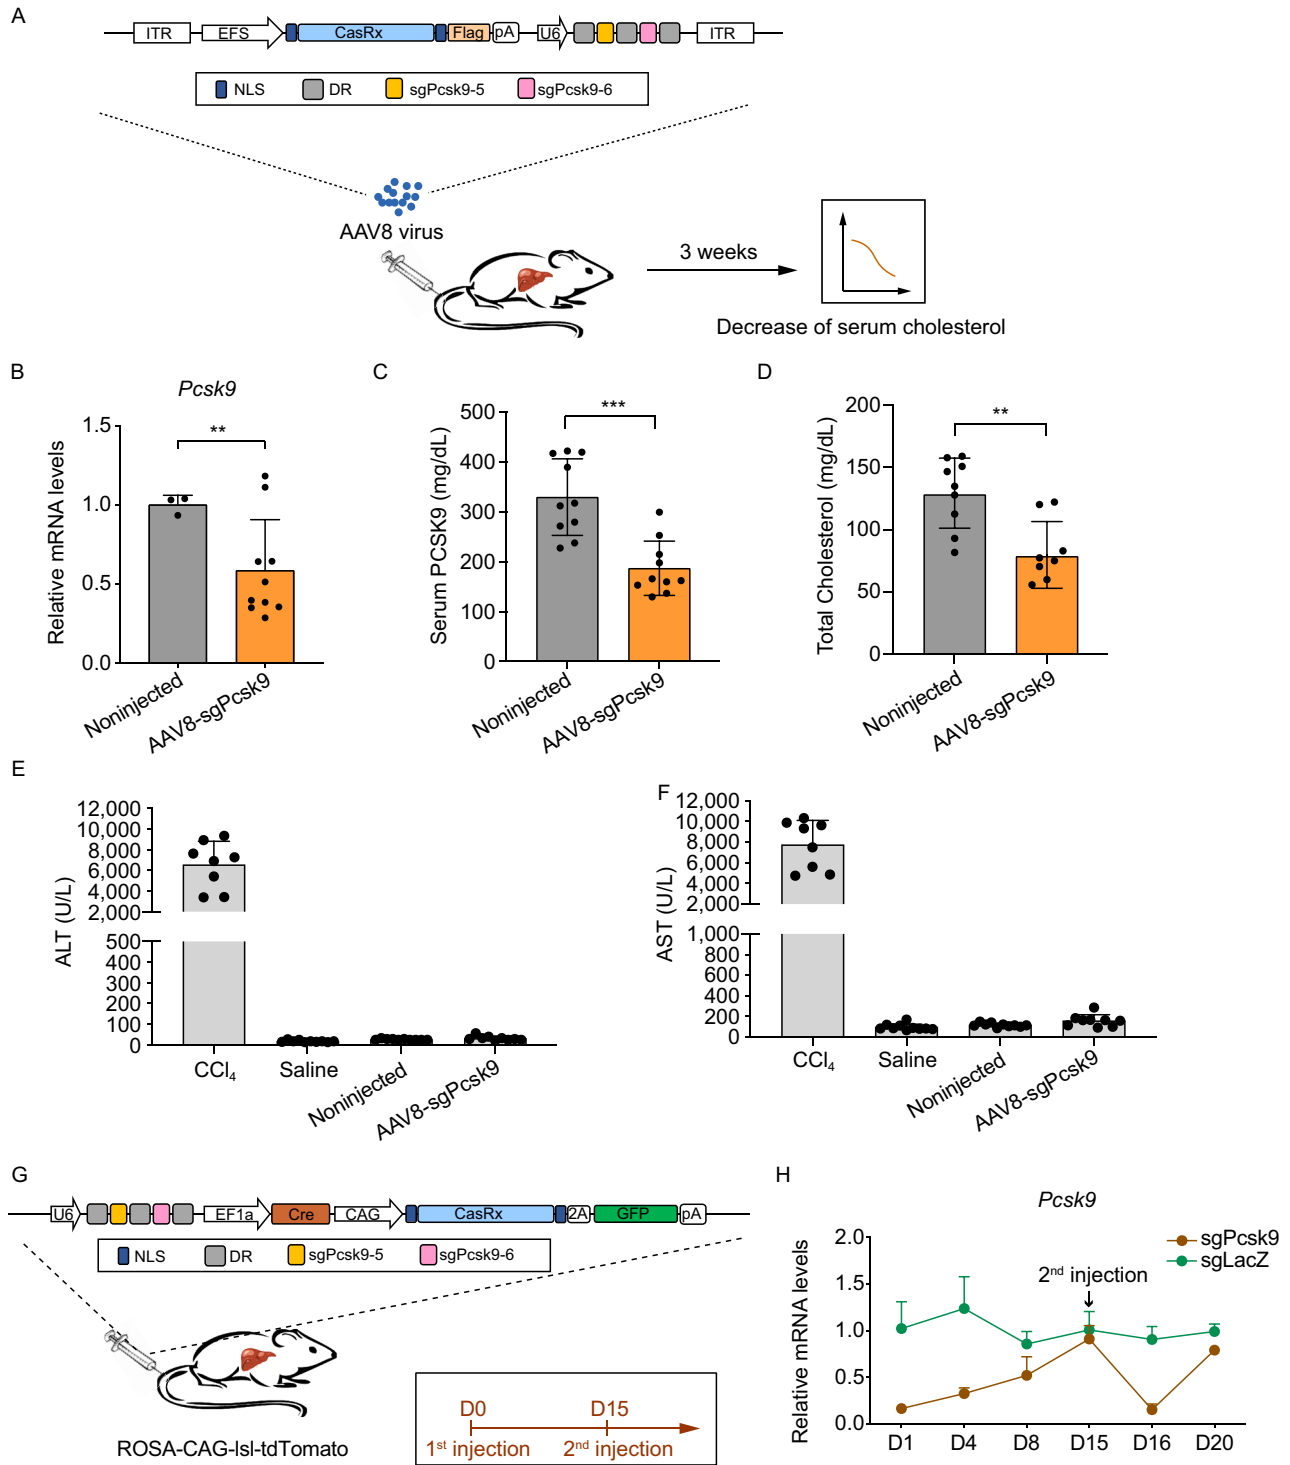 A
ITR EFS CasRx Flag pA U6 ITR
NLS DR sgPcsk9-5 sgPcsk9-6
AAV8 virus
3 weeks
Decrease of serum cholesterol
B
Pcsk9
Relative mRNA levels
1.5
1.0
0.5
0.0
**
Noninjected
AAV8-sgPcsk9
C
Serum PCSK9 (mg/dL)
500
400
300
200
100
0
***
Noninjected
AAV8-sgPcsk9
D
Total Cholesterol (mg/dL)
200
150
100
50
0
**
Noninjected
AAV8-sgPcsk9
E
ALT (U/L)
12,000
10,000
8,000
6,000
4,000
2,000
500
400
300
200
100
0
CCl4
Saline
Noninjected
AAV8-sgPcsk9
F
AST (U/L)
12,000
10,000
8,000
6,000
4,000
2,000
1,000
800
600
400
200
0
CCl4
Saline
Noninjected
AAV8-sgPcsk9
G
U6 EF1a Cre CAG CasRx 2A GFP pA
NLS DR sgPcsk9-5 sgPcsk9-6
ROSA-CAG-lsl-tdTomato
D0 D15
1st injection 2nd injection
H
Pcsk9
sgPcsk9
sgLacZ
2nd injection
Relative mRNA levels
2.0
1.5
1.0
0.5
0.0
D1 D4 D8 D15 D16 D20